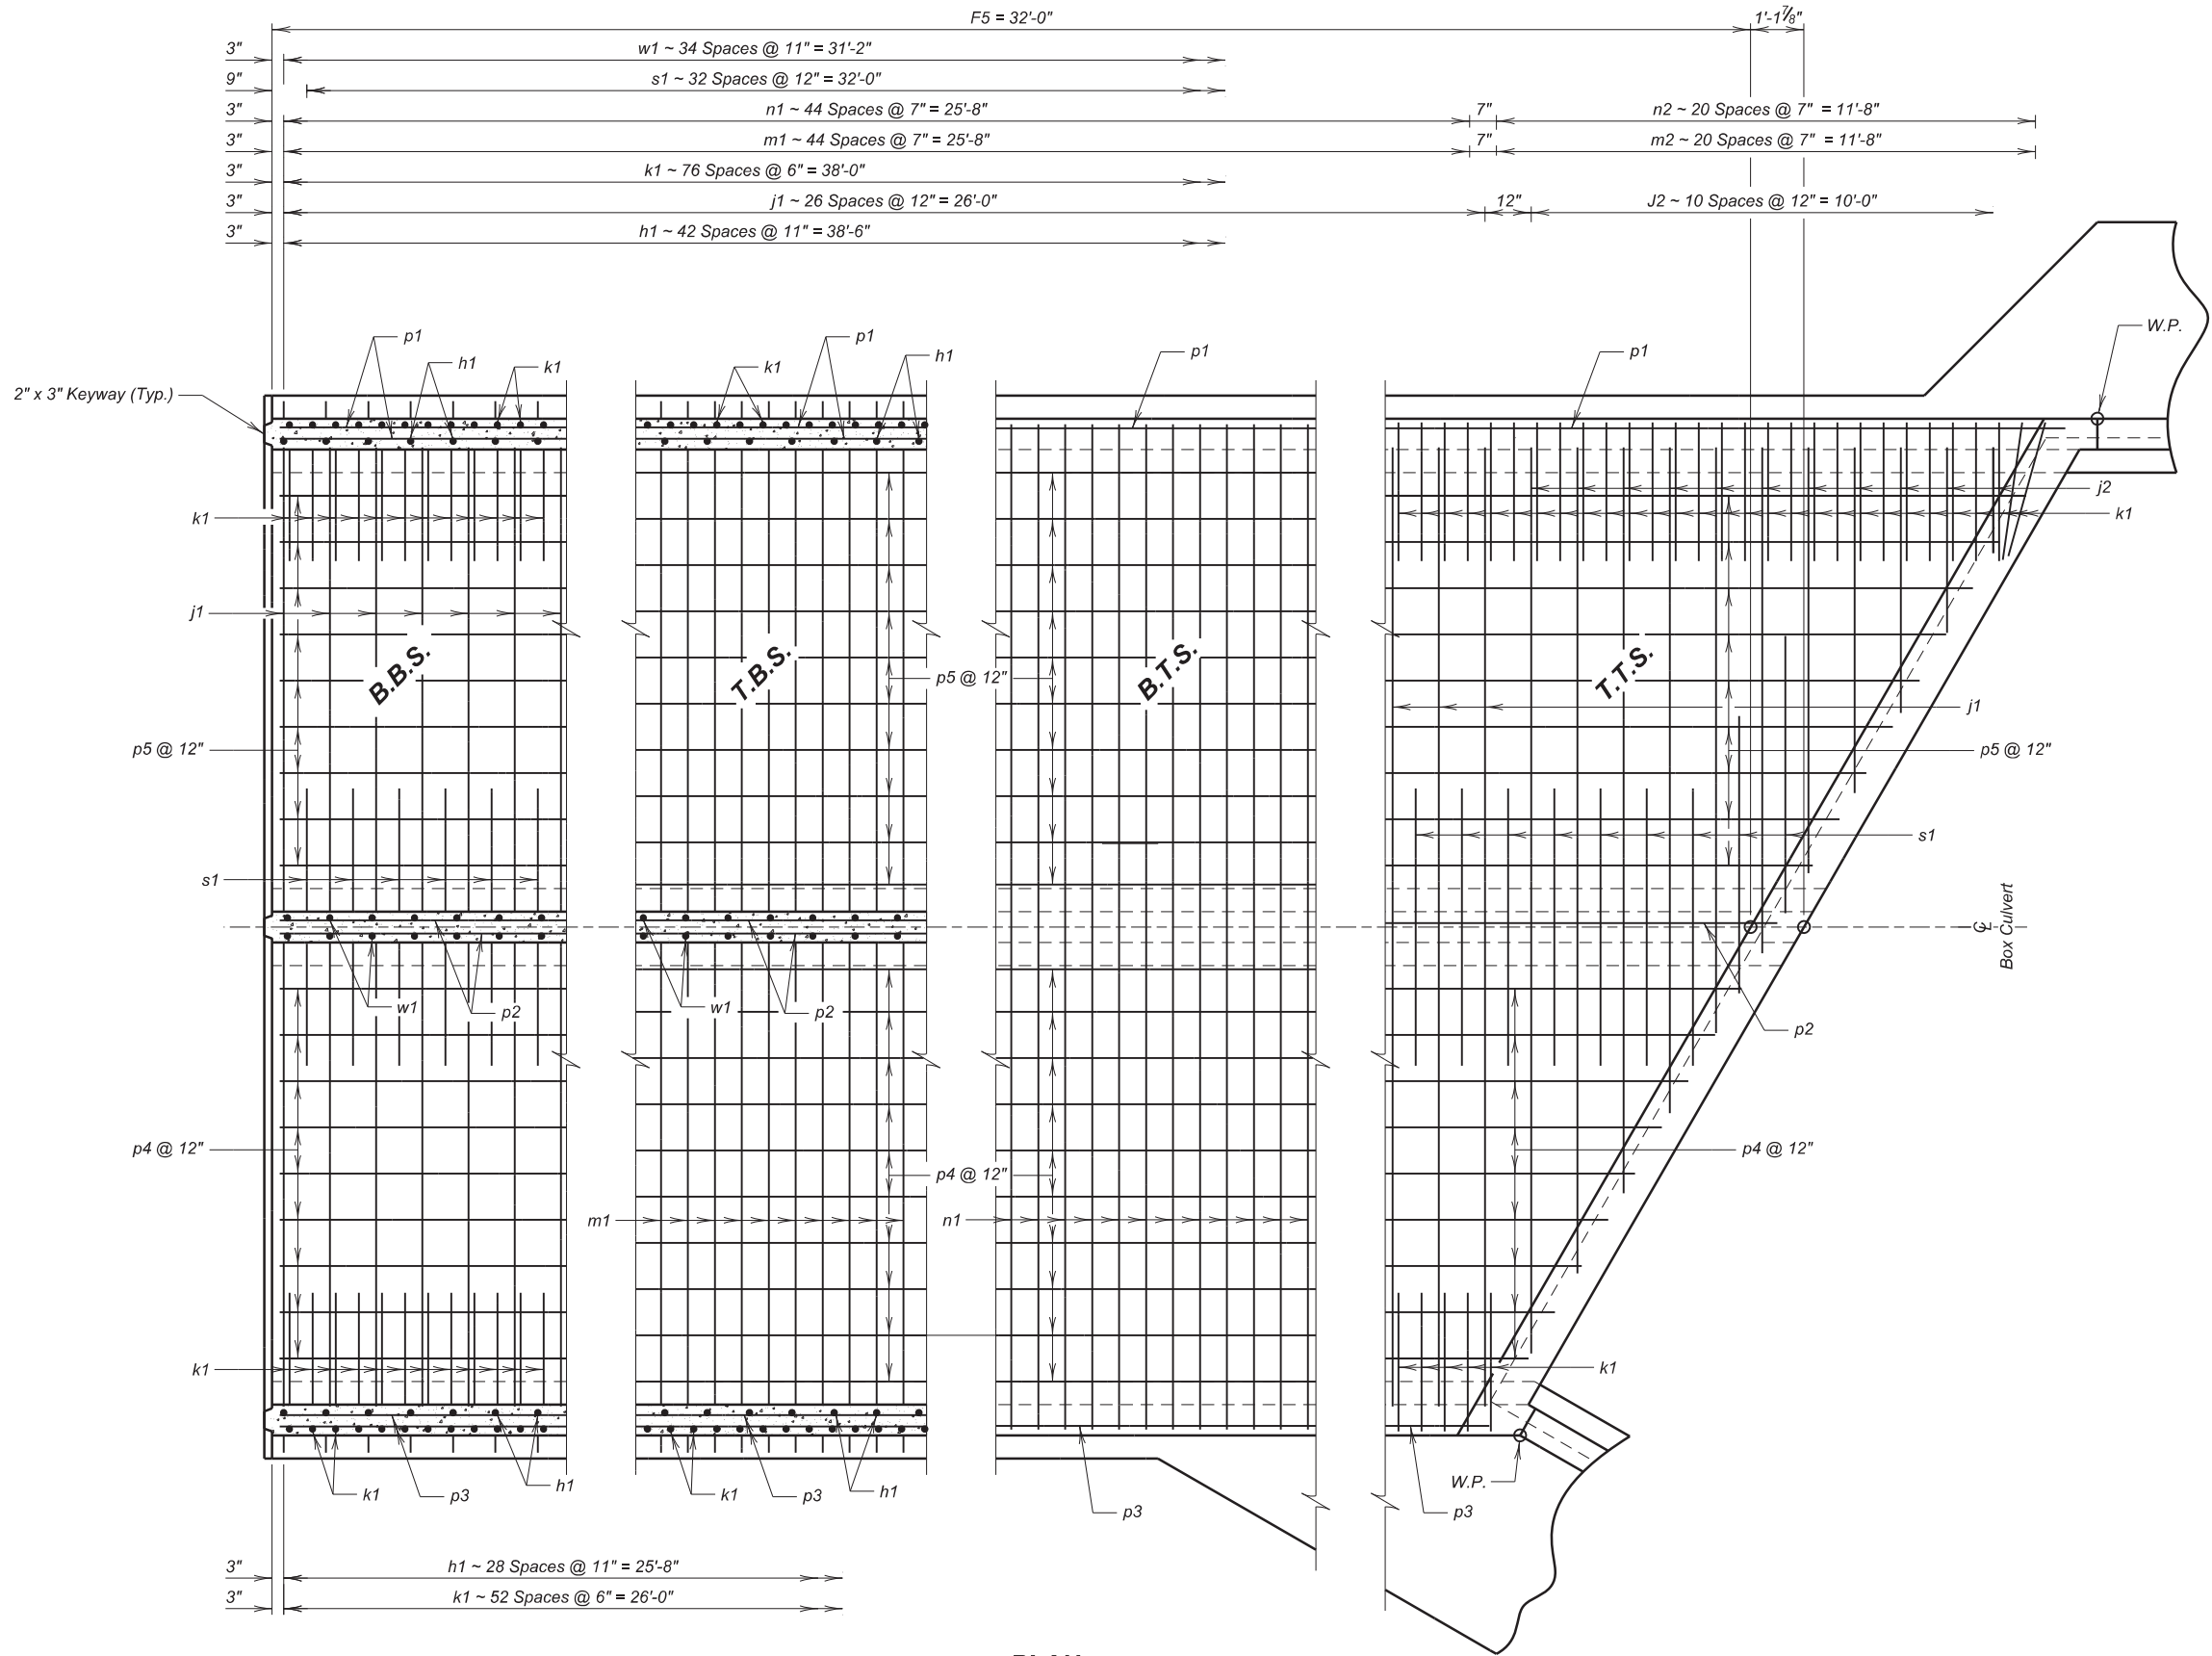 F5 = 32'-0"
1'-1 7/8"
3"
w1 ~ 34 Spaces @ 11" = 31'-2"
9"
s1 ~ 32 Spaces @ 12" = 32'-0"
3"
n1 ~ 44 Spaces @ 7" = 25'-8"
7"
n2 ~ 20 Spaces @ 7" = 11'-8"
3"
m1 ~ 44 Spaces @ 7" = 25'-8"
7"
m2 ~ 20 Spaces @ 7" = 11'-8"
3"
k1 ~ 76 Spaces @ 6" = 38'-0"
3"
j1 ~ 26 Spaces @ 12" = 26'-0"
12"
J2 ~ 10 Spaces @ 12" = 10'-0"
3"
h1 ~ 42 Spaces @ 11" = 38'-6"
W.P.
p1
h1
k1
k1
p1
h1
p1
p1
2" x 3" Keyway (Typ.)
j2
k1
k1
j1
B.B.S.
T.B.S.
B.T.S.
T.T.S.
p5 @ 12"
j1
p5 @ 12"
p5 @ 12"
s1
s1
℄
Box Culvert
w1
p2
w1
p2
p2
p4 @ 12"
p4 @ 12"
p4 @ 12"
m1
n1
k1
k1
k1
p3
h1
k1
p3
h1
p3
W.P.
p3
3"
h1 ~ 28 Spaces @ 11" = 25'-8"
3"
k1 ~ 52 Spaces @ 6" = 26'-0"